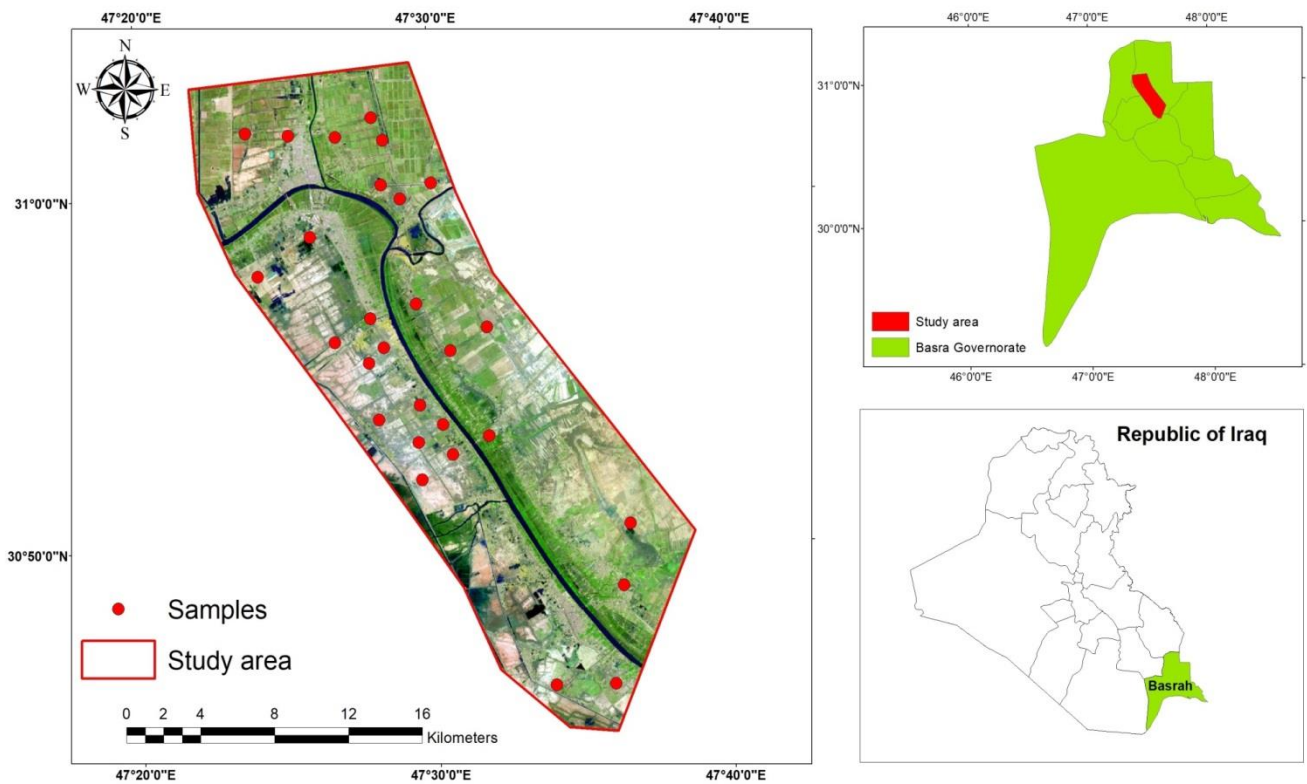 47°20'0"E
47°30'0"E
47°40'0"E
N
W
E
S
31°0'0"N
30°50'0"N
Samples
Study area
0 2 4 8 12 16
Kilometers
47°20'0"E
47°30'0"E
47°40'0"E
46°0'0"E
47°0'0"E
48°0'0"E
31°0'0"N
30°0'0"N
Study area
Basra Governorate
46°0'0"E
47°0'0"E
48°0'0"E
Republic of Iraq
Basrah